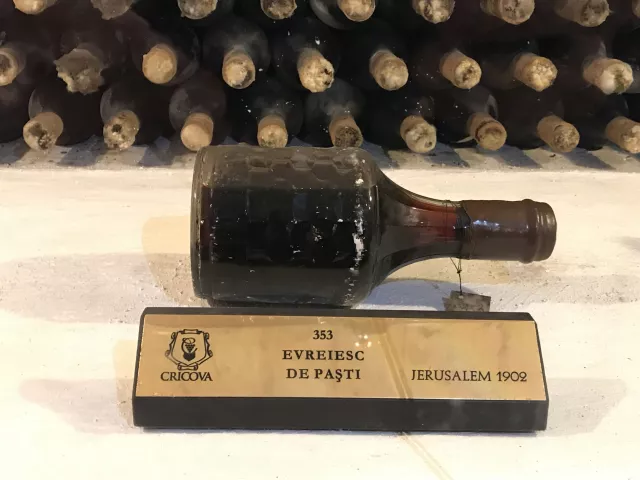 353
EVREIESC
DE PAŞTI
CRICOVA
JERUSALEM 1902